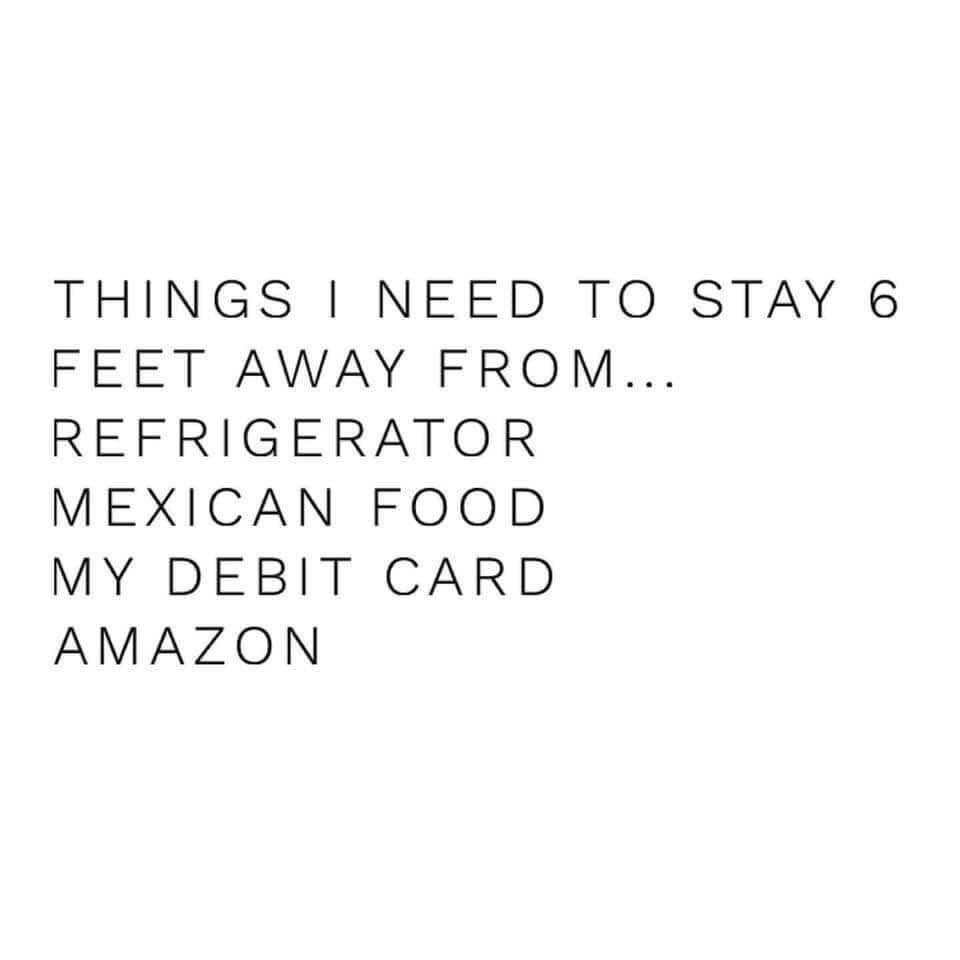 THINGS I NEED TO STAY 6
FEET AWAY FROM...
REFRIGERATOR
MEXICAN FOOD
MY DEBIT CARD
AMAZON